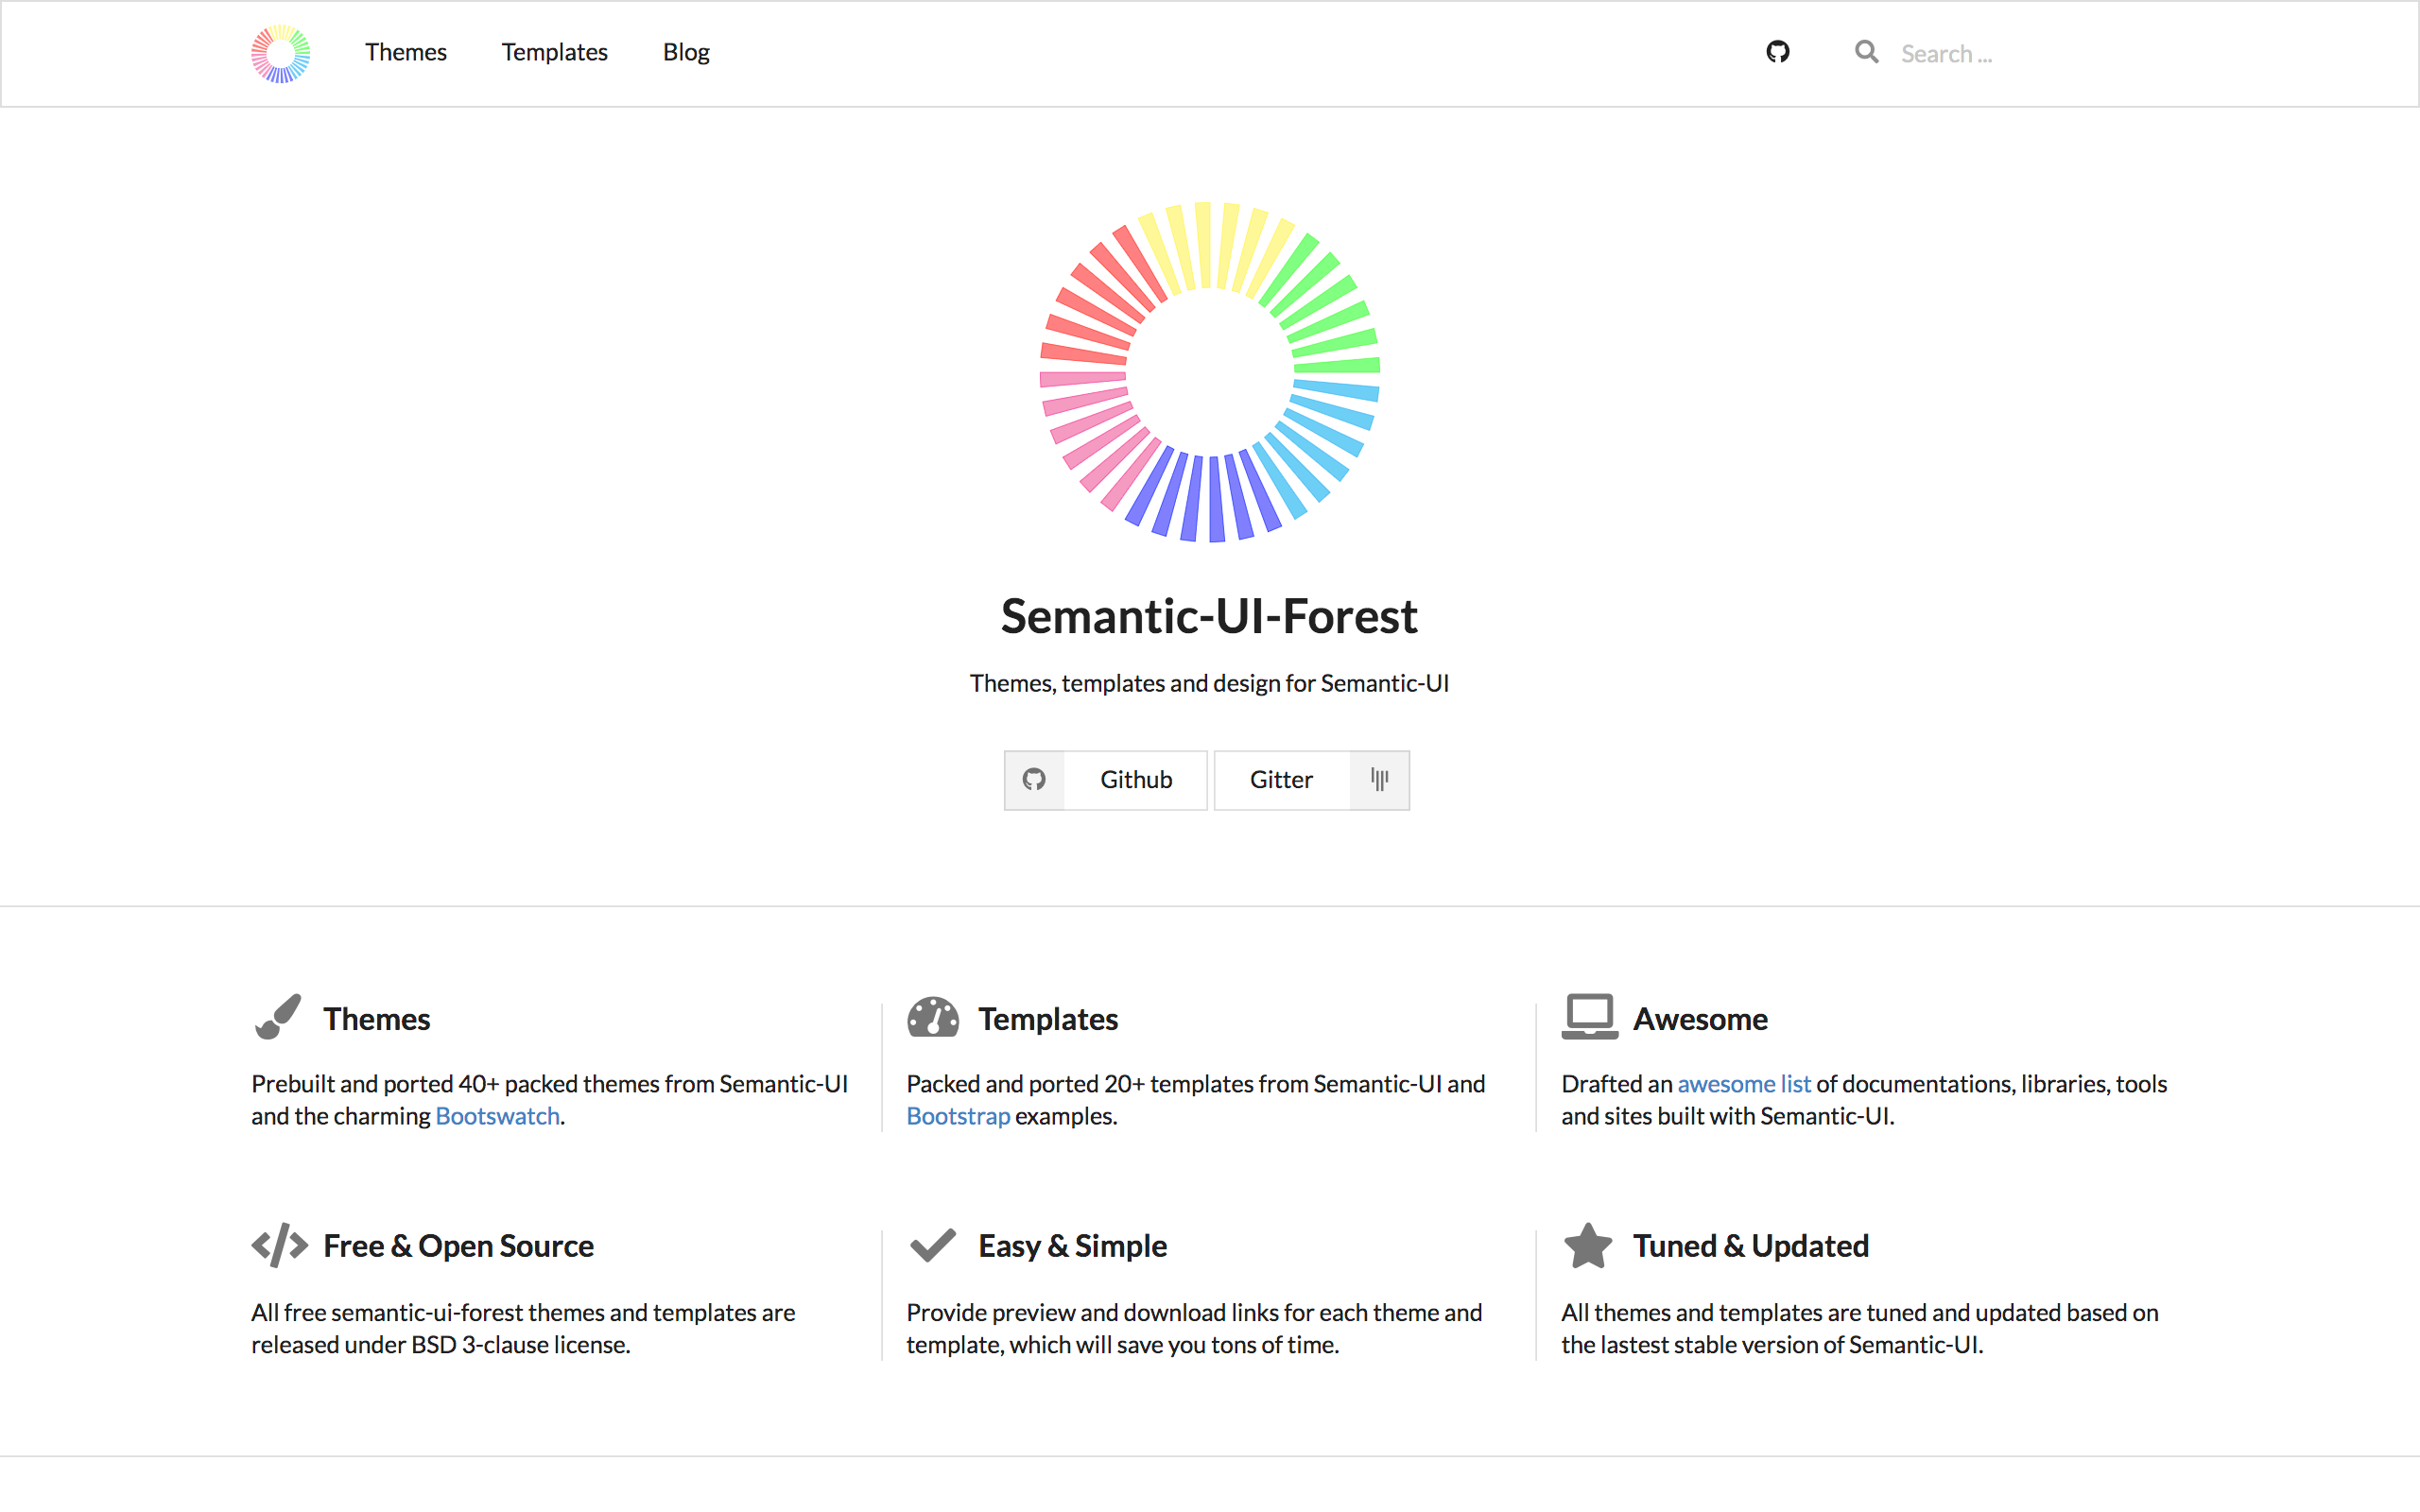 Themes Templates Blog Search ...
Semantic-UI-Forest
Themes, templates and design for Semantic-UI
Github Gitter
Themes
Prebuilt and ported 40+ packed themes from Semantic-UI
and the charming Bootswatch.
Templates
Packed and ported 20+ templates from Semantic-UI and
Bootstrap examples.
Awesome
Drafted an awesome list of documentations, libraries, tools
and sites built with Semantic-UI.
Free & Open Source
All free semantic-ui-forest themes and templates are
released under BSD 3-clause license.
Easy & Simple
Provide preview and download links for each theme and
template, which will save you tons of time.
Tuned & Updated
All themes and templates are tuned and updated based on
the lastest stable version of Semantic-UI.